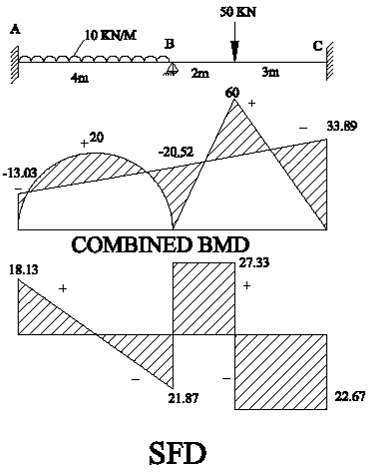 50 KN
A
10 KN/M
B
C
4m
2m
3m
60
+
+20
-
33.89
-
-13.03
-20.52
COMBINED BMD
18.13
+
27.33
+
-
-
21.87
22.67
SFD